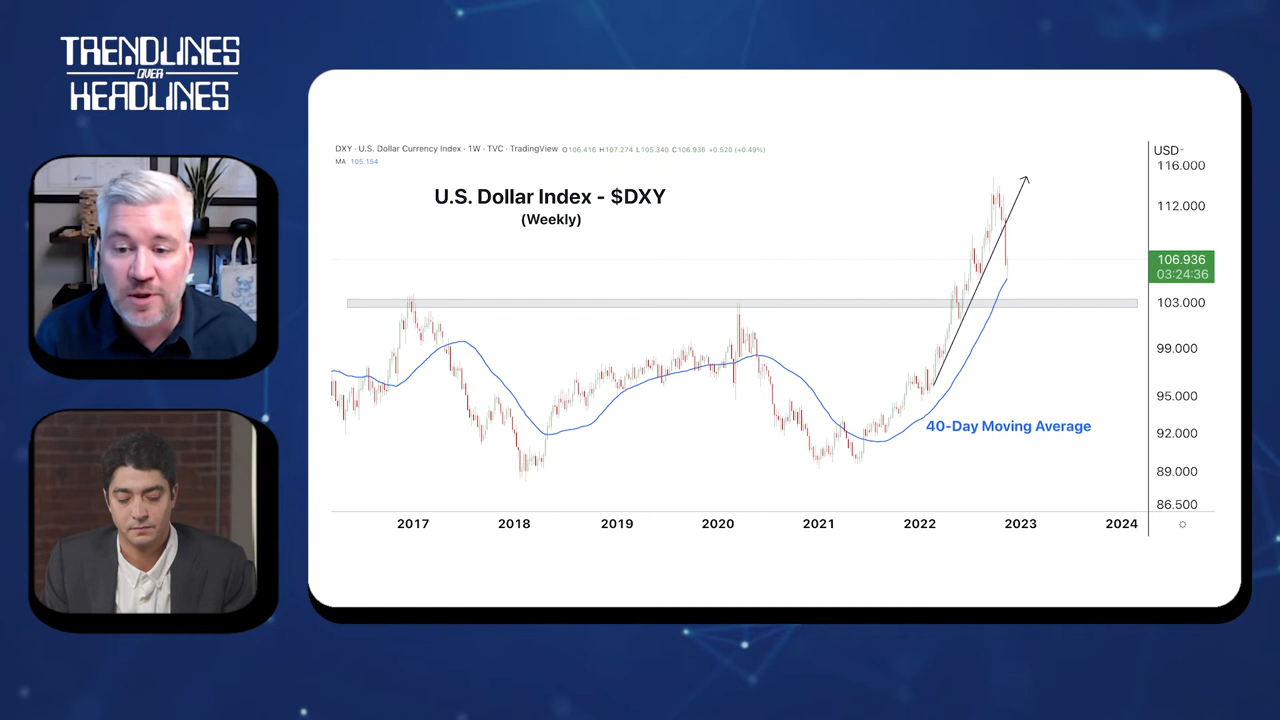 TRENDLINES
OVER
HEADLINES
DXY · U.S. Dollar Currency Index · 1W · TVC · TradingView O106.416 H107.274 L105.340 C106.936 +0.520 (+0.49%)
MA 105.154
U.S. Dollar Index - $DXY
(Weekly)
40-Day Moving Average
USD
116.000
112.000
106.936
03:24:36
103.000
99.000
95.000
92.000
89.000
86.500
2017 2018 2019 2020 2021 2022 2023 2024